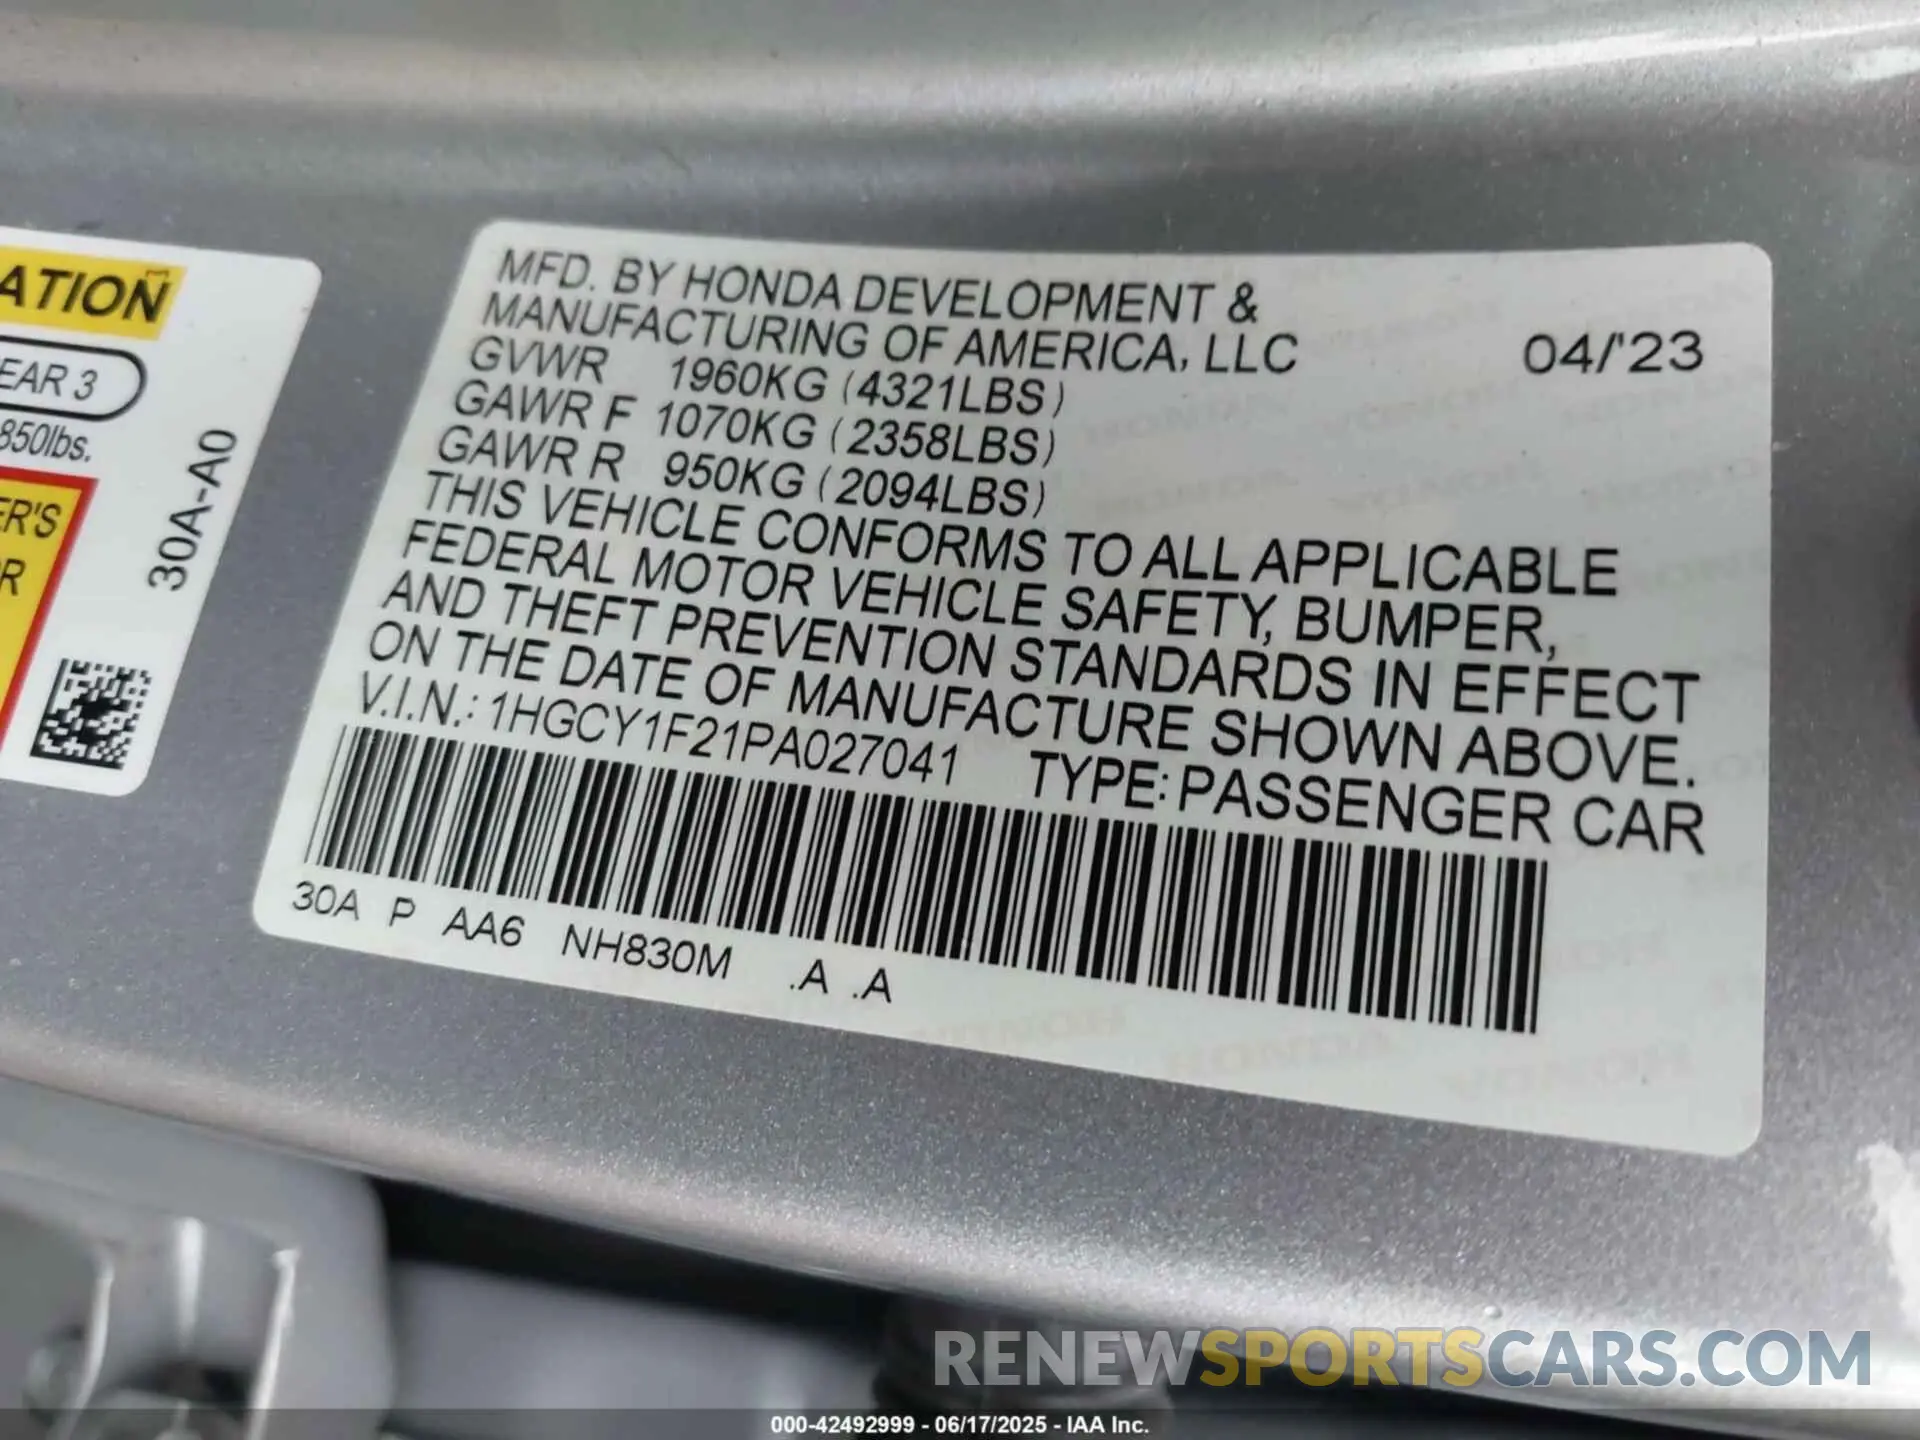 ATION
EAR 3
850lbs.
ER'S
OR
30A-A0
MFD. BY HONDA DEVELOPMENT &
MANUFACTURING OF AMERICA, LLC 04/'23
GVWR 1960KG (4321LBS)
GAWR F 1070KG (2358LBS)
GAWR R 950KG (2094LBS)
THIS VEHICLE CONFORMS TO ALL APPLICABLE
FEDERAL MOTOR VEHICLE SAFETY, BUMPER,
AND THEFT PREVENTION STANDARDS IN EFFECT
ON THE DATE OF MANUFACTURE SHOWN ABOVE.
V.I.N.: 1HGCY1F21PA027041 TYPE: PASSENGER CAR
30A P AA6 NH830M .A .A
RENEWSPORTSCARS.COM
000-42492999 - 06/17/2025 - IAA Inc.